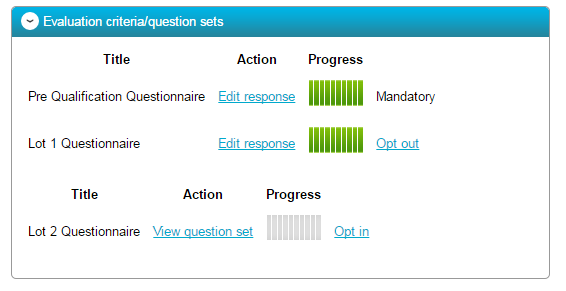 Evaluation criteria/question sets
Title Action Progress
Pre Qualification Questionnaire Edit response Mandatory
Lot 1 Questionnaire Edit response Opt out
Title Action Progress
Lot 2 Questionnaire View question set Opt in